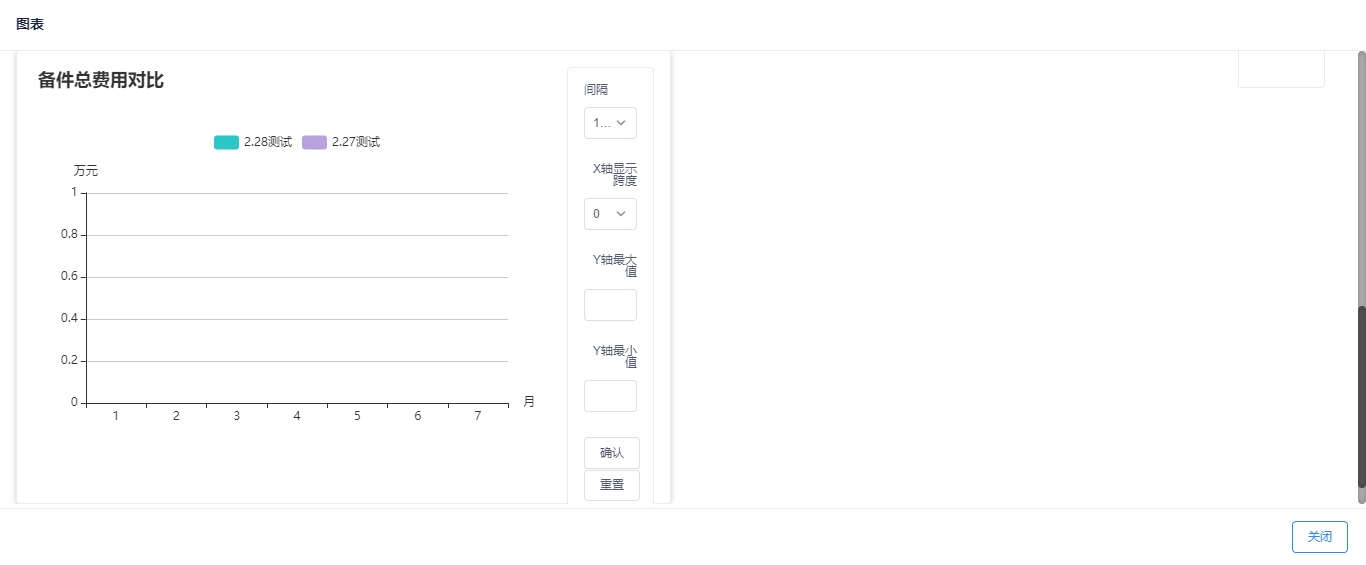 图表
备件总费用对比
2.28测试
2.27测试
万元
1
0.8
0.6
0.4
0.2
0
1
2
3
4
5
6
7
月
间隔
1...
X轴显示
跨度
0
Y轴最大
值
Y轴最小
值
确认
重置
关闭